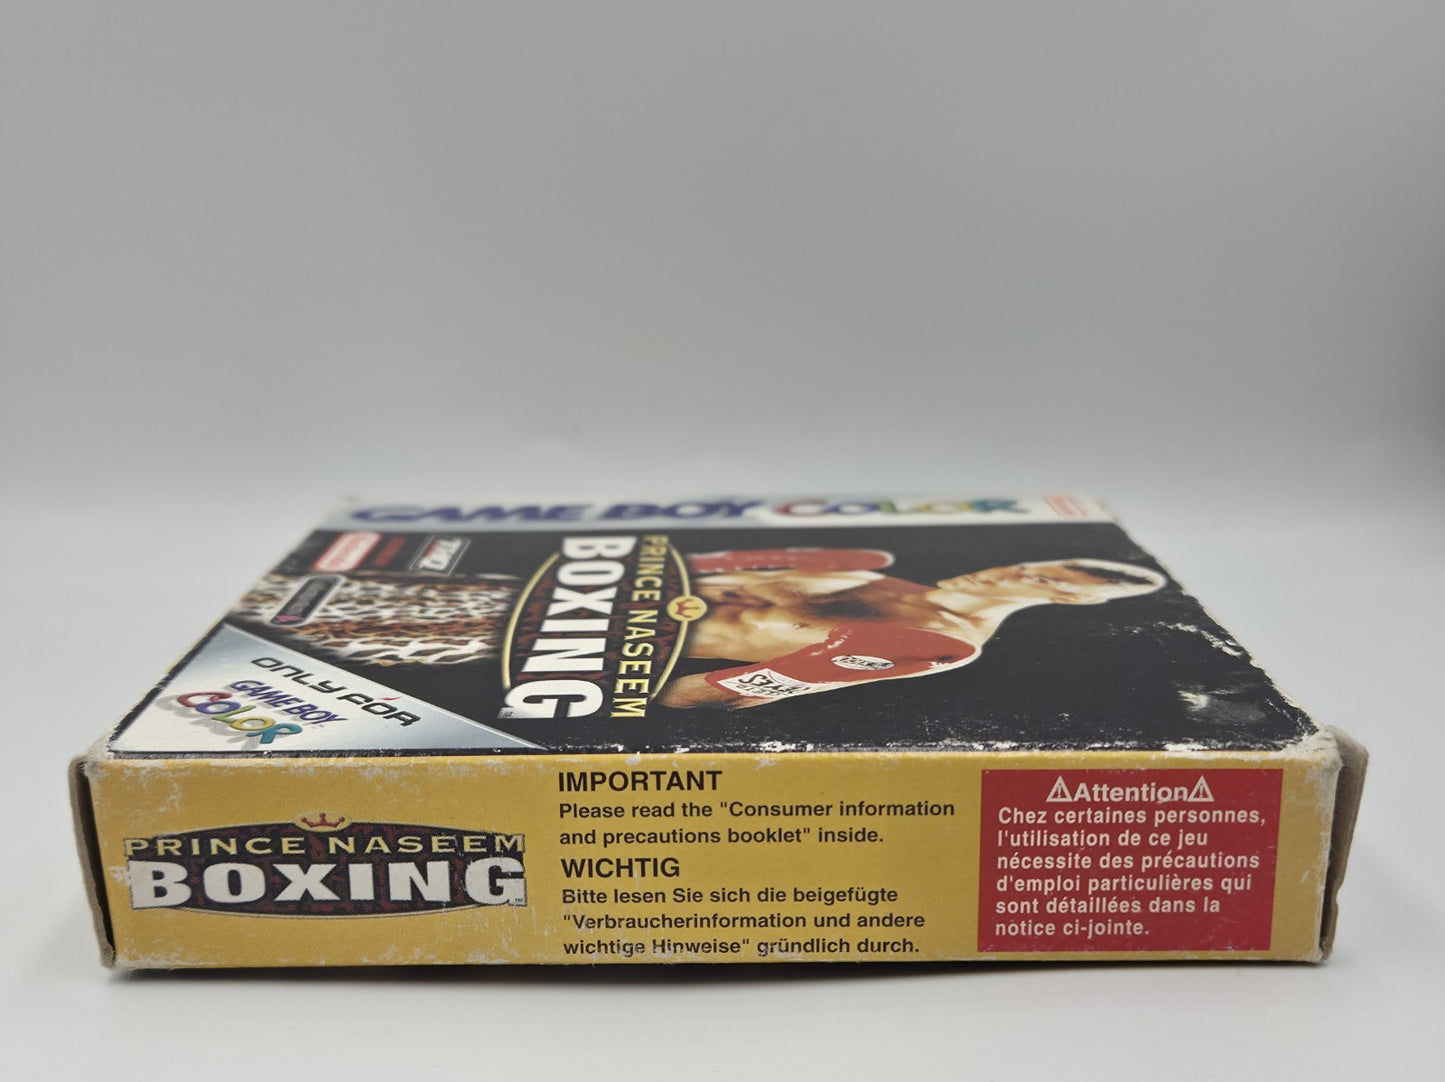 GAME BOY COLOR
Nintendo
THQ
PRINCE NASEEM
BOXING
ONLY FOR
GAME BOY
COLOR
REYES
PRINCE NASEEM
BOXING
IMPORTANT
Please read the "Consumer information
and precautions booklet" inside.
WICHTIG
Bitte lesen Sie sich die beigefügte
"Verbraucherinformation und andere
wichtige Hinweise" gründlich durch.
⚠Attention⚠
Chez certaines personnes,
l'utilisation de ce jeu
nécessite des précautions
d'emploi particulières qui
sont détaillées dans la
notice ci-jointe.